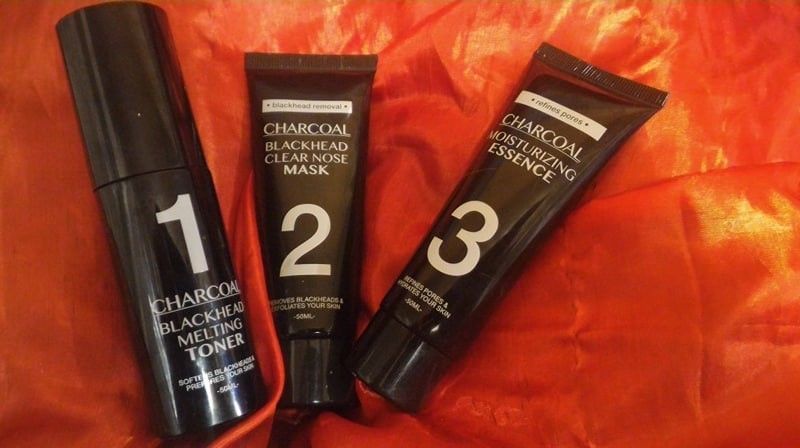 1
CHARCOAL
BLACKHEAD
MELTING
TONER
SOFTENS BLACKHEADS &
PREPARES YOUR SKIN
-50ML-
• blackhead removal •
CHARCOAL
BLACKHEAD
CLEAR NOSE
MASK
2
REMOVES BLACKHEADS &
EXFOLIATES YOUR SKIN
-50ML-
• refines pores •
CHARCOAL
MOISTURIZING
ESSENCE
3
REFINES PORES &
HYDRATES YOUR SKIN
-50ML-